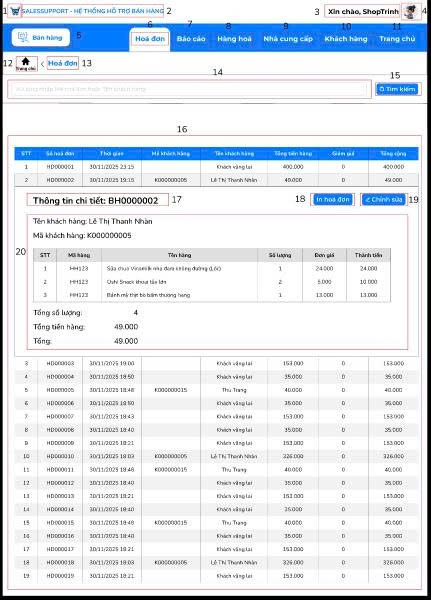 1 SALESSUPPORT - HỆ THỐNG HỖ TRỢ BÁN HÀNG 2 3 Xin chào, ShopTrinh 4
Bán hàng 5 6 Hoá đơn 7 Báo cáo 8 Hàng hoá 9 Nhà cung cấp 10 Khách hàng 11 Trang chủ
12 Trang chủ Hoá đơn 13
14
15
Vui lòng nhập Mã hoá đơn hoặc Tên khách hàng Tìm kiếm
16
STT Số hoá đơn Thời gian Mã khách hàng Tên khách hàng Tổng tiền hàng Giảm giá Tổng cộng
1 HD000001 30/11/2025 23:15 Khách vãng lai 400.000 0 400.000
2 HD000002 30/11/2025 19:15 K000000005 Lê Thị Thanh Nhàn 49.000 0 49.000
Thông tin chi tiết: BH0000002 17 18 In hoá đơn Chỉnh sửa 19
Tên khách hàng: Lê Thị Thanh Nhàn
Mã khách hàng: K000000005
20
STT Mã hàng Tên hàng Số lượng Đơn giá Thành tiền
1 HH123 Sữa chua Vinamilk nha đam không đường (Lốc) 1 24.000 24.000
2 HH123 Oishi Snack khoai tây lớn 2 6.000 10.000
3 HH123 Bánh mỳ thịt bò băm thượng hạng 1 13.000 13.000
Tổng số lượng: 4
Tổng tiền hàng: 49.000
Tổng: 49.000
3 HD000003 30/11/2025 19:00 Khách vãng lai 153.000 0 153.000
4 HD000004 30/11/2025 18:50 Khách vãng lai 35.000 0 35.000
5 HD000005 30/11/2025 18:48 K000000015 Thu Trang 40.000 0 40.000
6 HD000006 30/11/2025 18:50 Khách vãng lai 35.000 0 35.000
7 HD000007 30/11/2025 18:43 Khách vãng lai 153.000 0 153.000
8 HD000008 30/11/2025 18:40 Khách vãng lai 35.000 0 35.000
9 HD000009 30/11/2025 18:21 Khách vãng lai 153.000 0 153.000
10 HD000010 30/11/2025 18:03 K000000005 Lê Thị Thanh Nhàn 326.000 0 326.000
11 HD000011 30/11/2025 18:48 K000000015 Thu Trang 40.000 0 40.000
12 HD000012 30/11/2025 18:40 Khách vãng lai 35.000 0 35.000
13 HD000013 30/11/2025 18:21 Khách vãng lai 153.000 0 153.000
14 HD000014 30/11/2025 18:40 Khách vãng lai 35.000 0 35.000
15 HD000015 30/11/2025 18:48 K000000015 Thu Trang 40.000 0 40.000
16 HD000016 30/11/2025 18:40 Khách vãng lai 35.000 0 35.000
17 HD000017 30/11/2025 18:21 Khách vãng lai 153.000 0 153.000
18 HD000018 30/11/2025 18:03 K000000005 Lê Thị Thanh Nhàn 326.000 0 326.000
19 HD000019 30/11/2025 18:21 Khách vãng lai 153.000 0 153.000